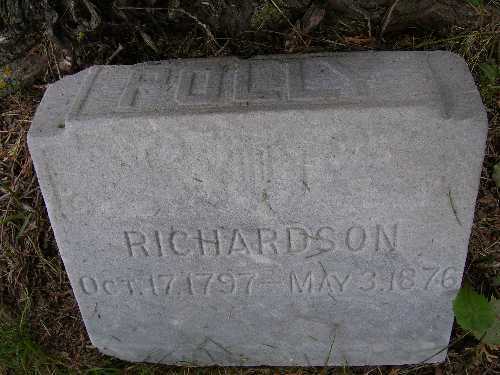 POLLY
RICHARDSON
OCT. 17, 1797 — MAY 3, 1876